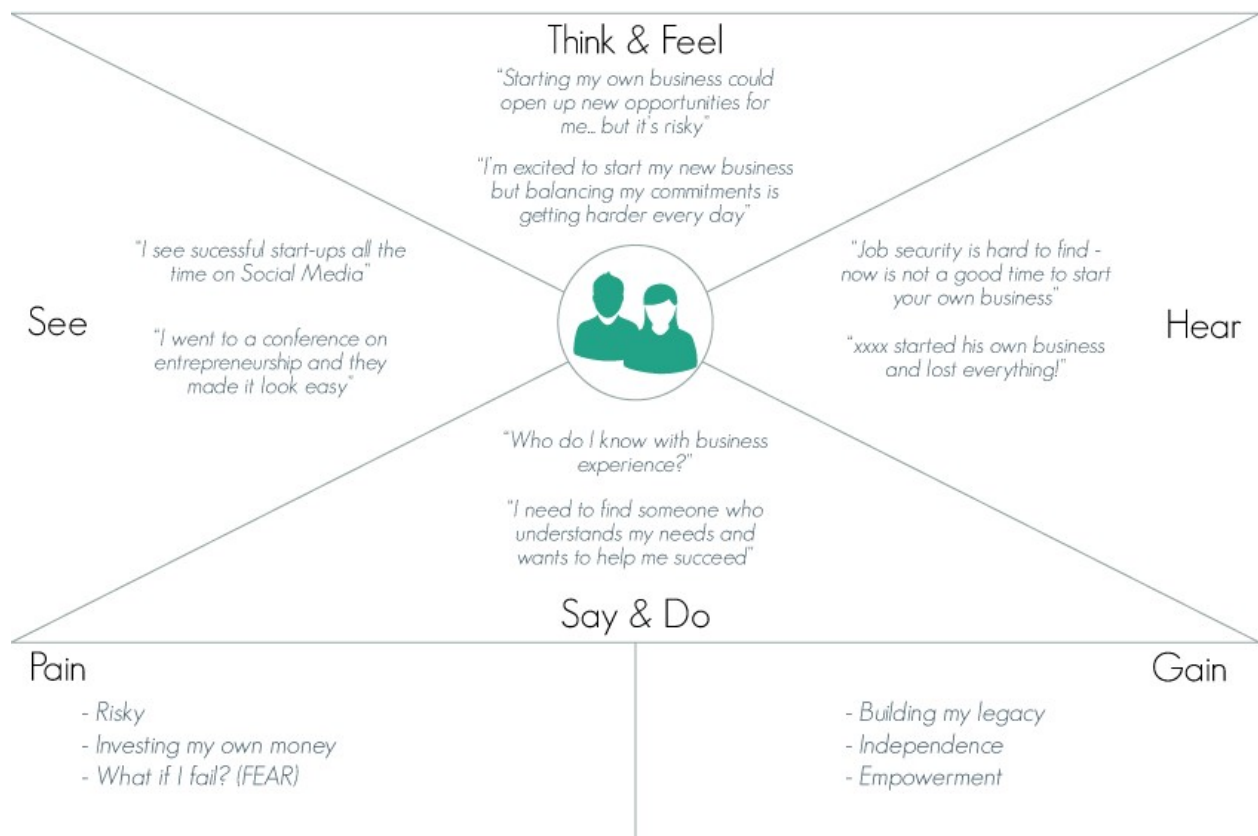 Think & Feel
“Starting my own business could
open up new opportunities for
me... but it’s risky”
“I’m excited to start my new business
but balancing my commitments is
getting harder every day”
See
“I see sucessful start-ups all the
time on Social Media”
“I went to a conference on
entrepreneurship and they
made it look easy”
Hear
“Job security is hard to find -
now is not a good time to start
your own business”
“xxxx started his own business
and lost everything!”
“Who do I know with business
experience?”
“I need to find someone who
understands my needs and
wants to help me succeed”
Say & Do
Pain
- Risky
- Investing my own money
- What if I fail? (FEAR)
Gain
- Building my legacy
- Independence
- Empowerment